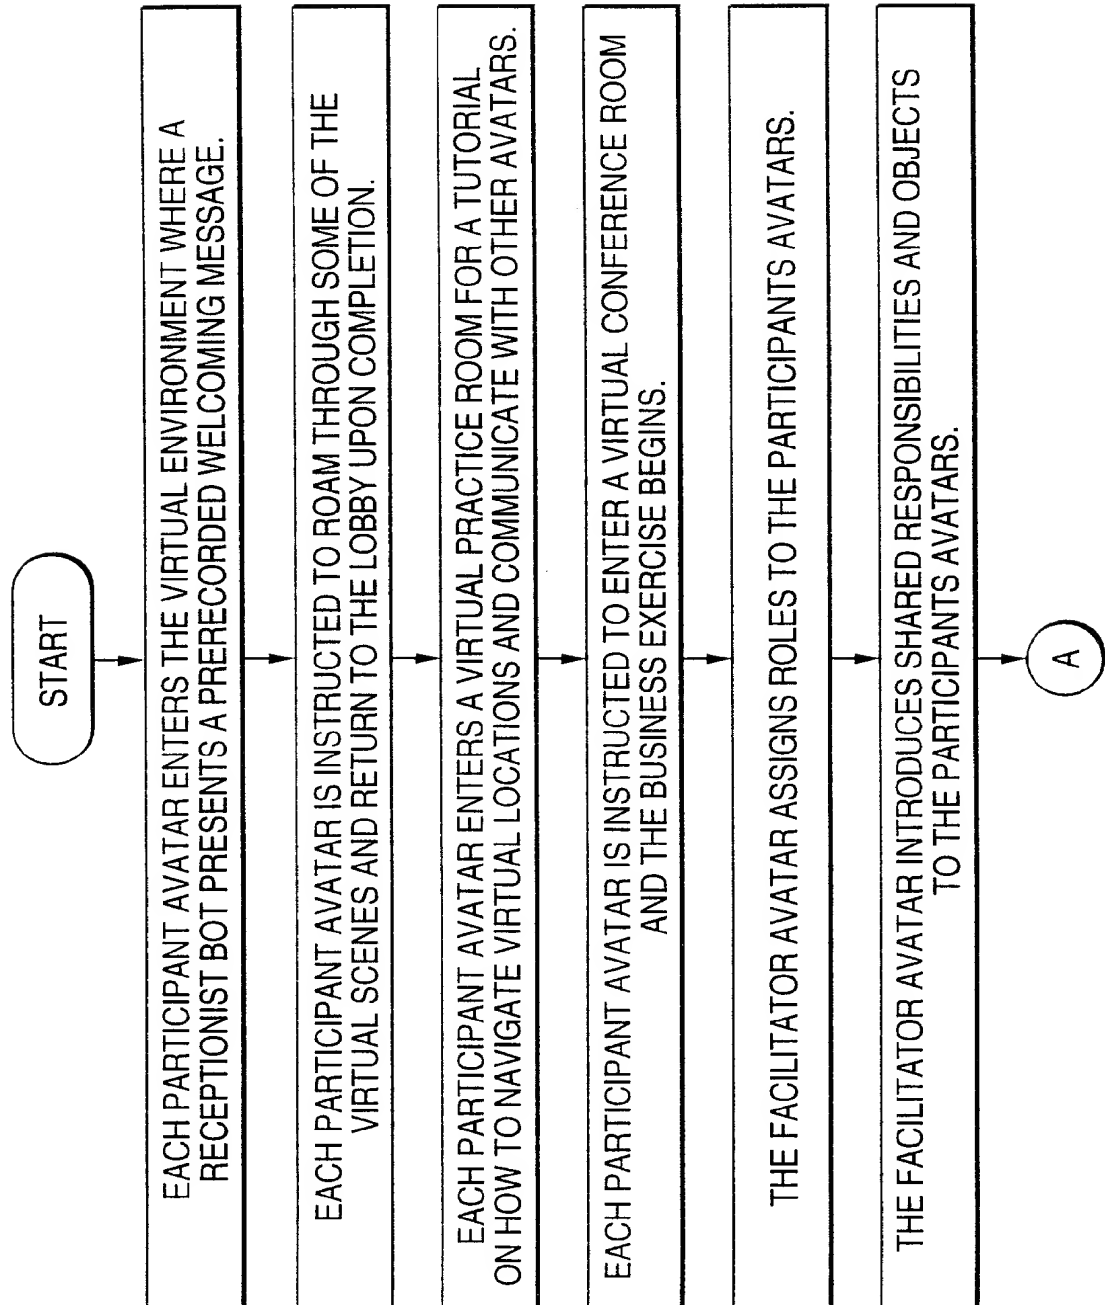 START
EACH PARTICIPANT AVATAR ENTERS THE VIRTUAL ENVIRONMENT WHERE A
RECEPTIONIST BOT PRESENTS A PRERECORDED WELCOMING MESSAGE.
EACH PARTICIPANT AVATAR IS INSTRUCTED TO ROAM THROUGH SOME OF THE
VIRTUAL SCENES AND RETURN TO THE LOBBY UPON COMPLETION.
EACH PARTICIPANT AVATAR ENTERS A VIRTUAL PRACTICE ROOM FOR A TUTORIAL
ON HOW TO NAVIGATE VIRTUAL LOCATIONS AND COMMUNICATE WITH OTHER AVATARS.
EACH PARTICIPANT AVATAR IS INSTRUCTED TO ENTER A VIRTUAL CONFERENCE ROOM
AND THE BUSINESS EXERCISE BEGINS.
THE FACILITATOR AVATAR ASSIGNS ROLES TO THE PARTICIPANTS AVATARS.
THE FACILITATOR AVATAR INTRODUCES SHARED RESPONSIBILITIES AND OBJECTS
TO THE PARTICIPANTS AVATARS.
A